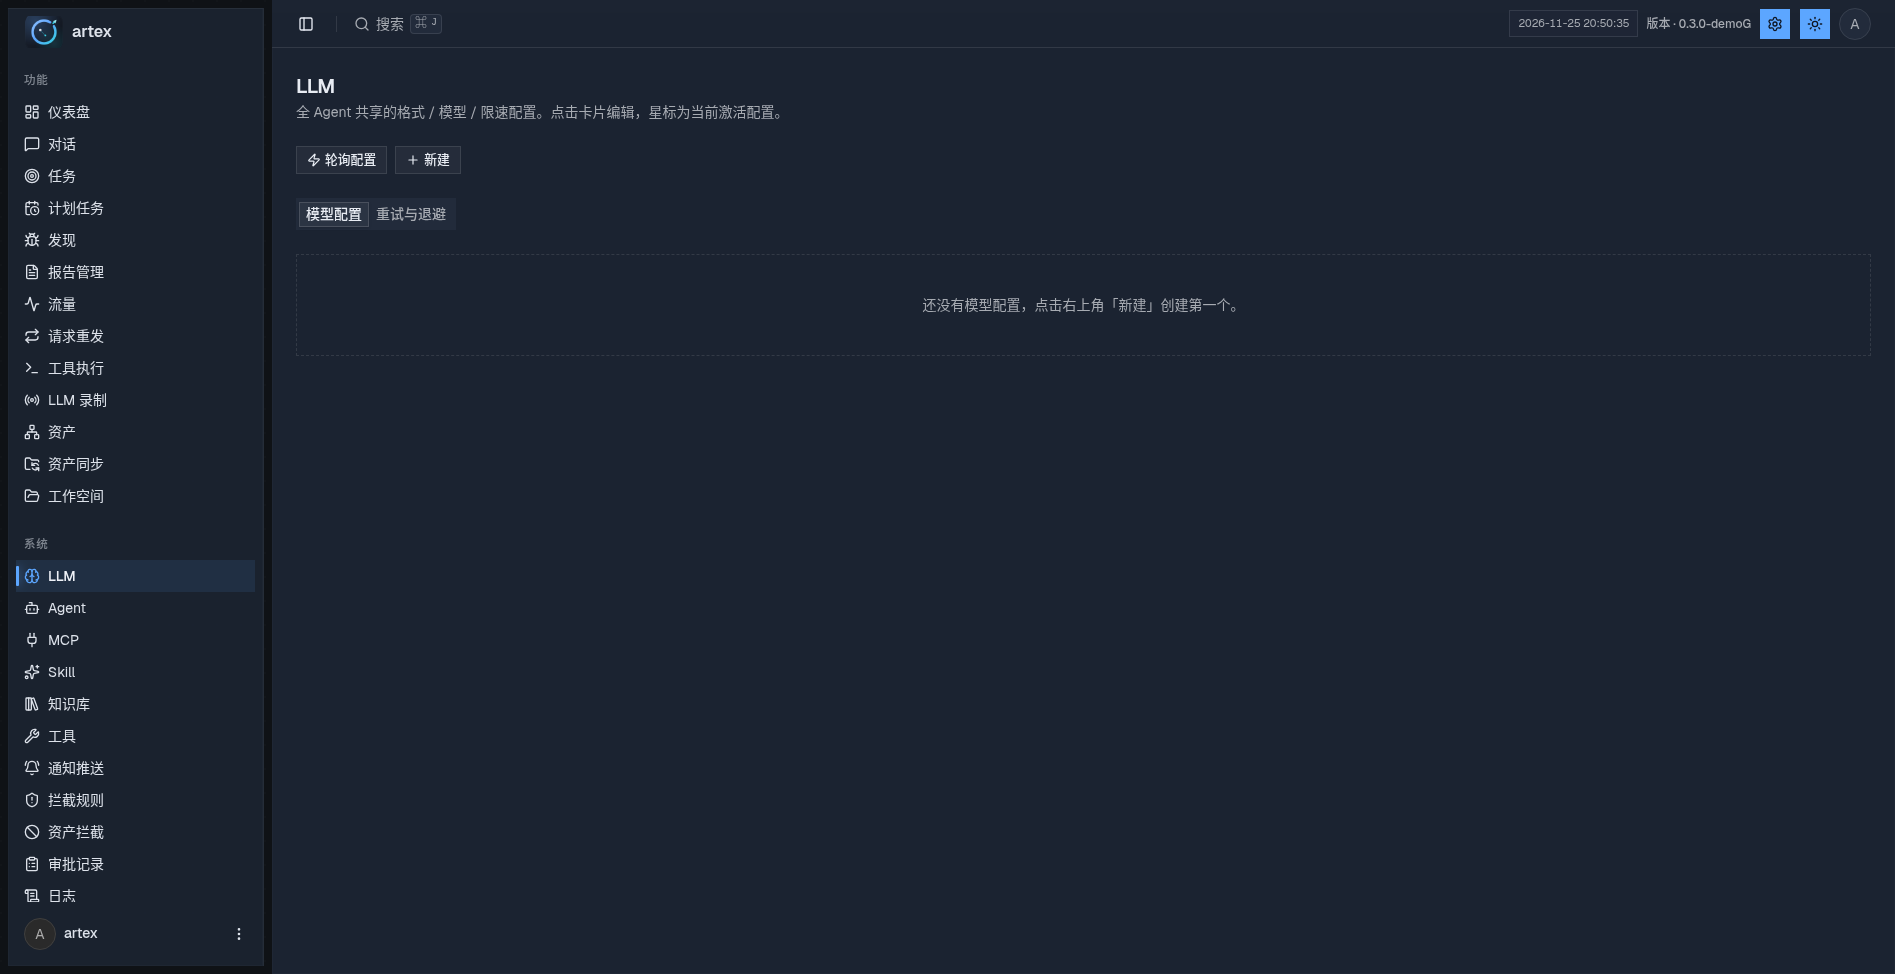 artex
功能
仪表盘
对话
任务
计划任务
发现
报告管理
流量
请求重发
工具执行
LLM 录制
资产
资产同步
工作空间
系统
LLM
Agent
MCP
Skill
知识库
工具
通知推送
拦截规则
资产拦截
审批记录
日志
A artex
搜索 ⌘ J
2026-11-25 20:50:35 版本 · 0.3.0-demoG A
LLM
全 Agent 共享的格式 / 模型 / 限速配置。点击卡片编辑，星标为当前激活配置。
轮询配置 新建
模型配置 重试与退避
还没有模型配置，点击右上角「新建」创建第一个。